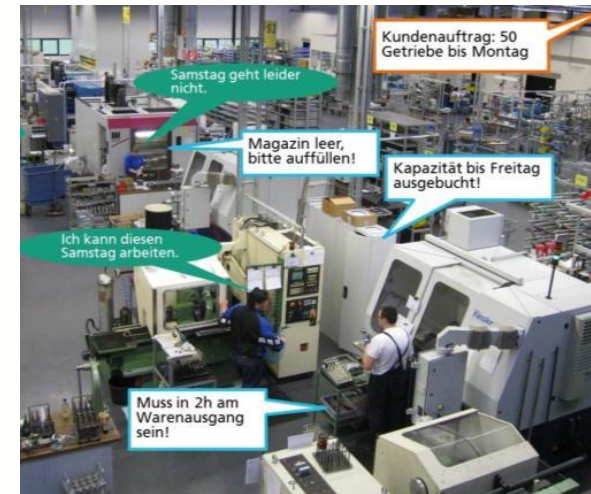 Kundenauftrag: 50
Getriebe bis Montag
Samstag geht leider
nicht.
Magazin leer,
bitte auffüllen!
Kapazität bis Freitag
ausgebucht!
Ich kann diesen
Samstag arbeiten.
Muss in 2h am
Warenausgang
sein!